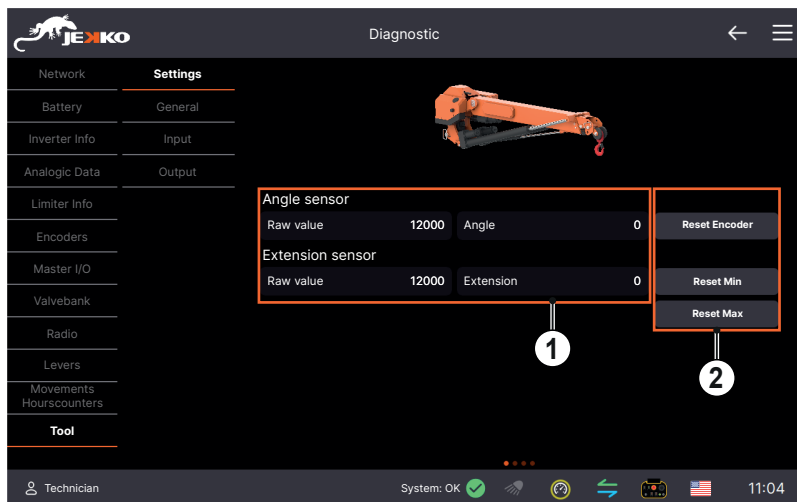 JEKKO
Diagnostic
Network
Settings
Battery
General
Inverter Info
Input
Analogic Data
Output
Limiter Info
Encoders
Master I/O
Valvebank
Radio
Levers
Movements
Hourscounters
Tool
Angle sensor
Raw value 12000 Angle 0 Reset Encoder
Extension sensor
Raw value 12000 Extension 0 Reset Min
Reset Max
1
2
Technician System: OK 11:04